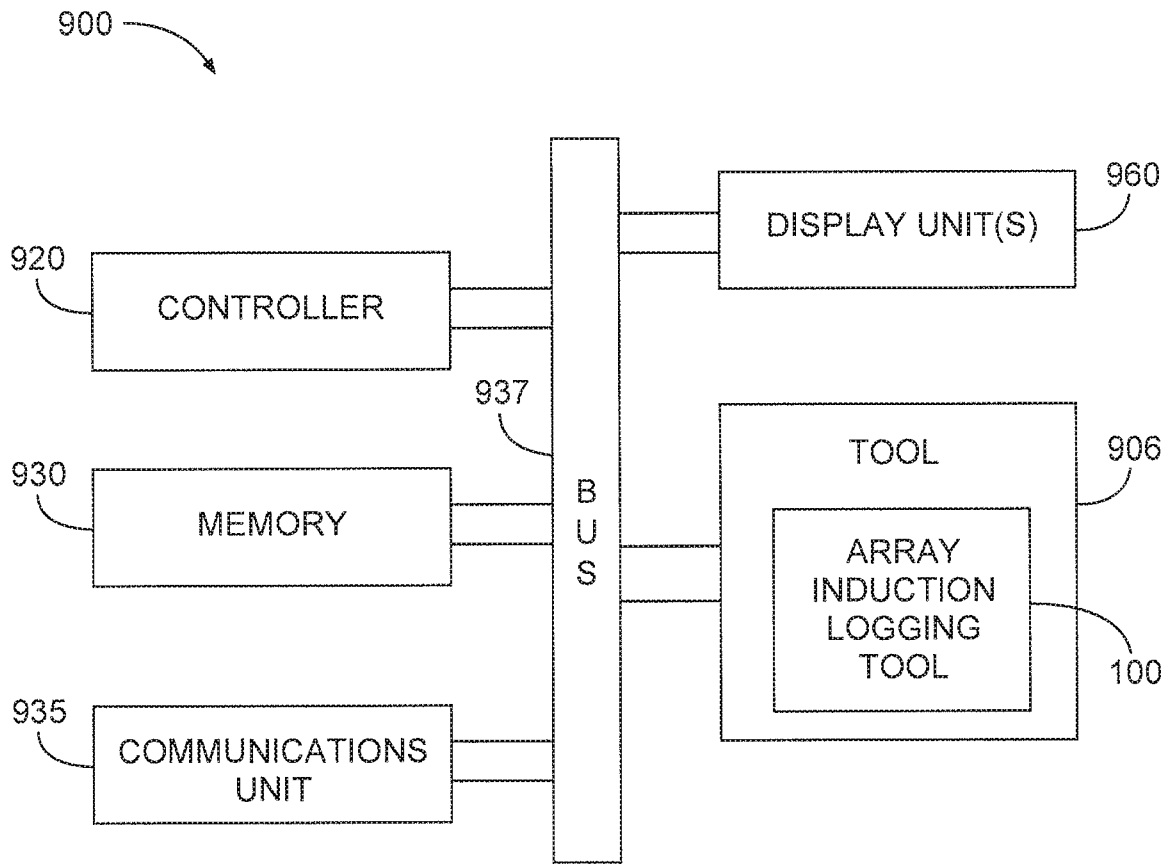 900
960
DISPLAY UNIT(S)
920
CONTROLLER
937
TOOL
906
930
MEMORY
BUS
ARRAY
INDUCTION
LOGGING
TOOL
100
935
COMMUNICATIONS
UNIT